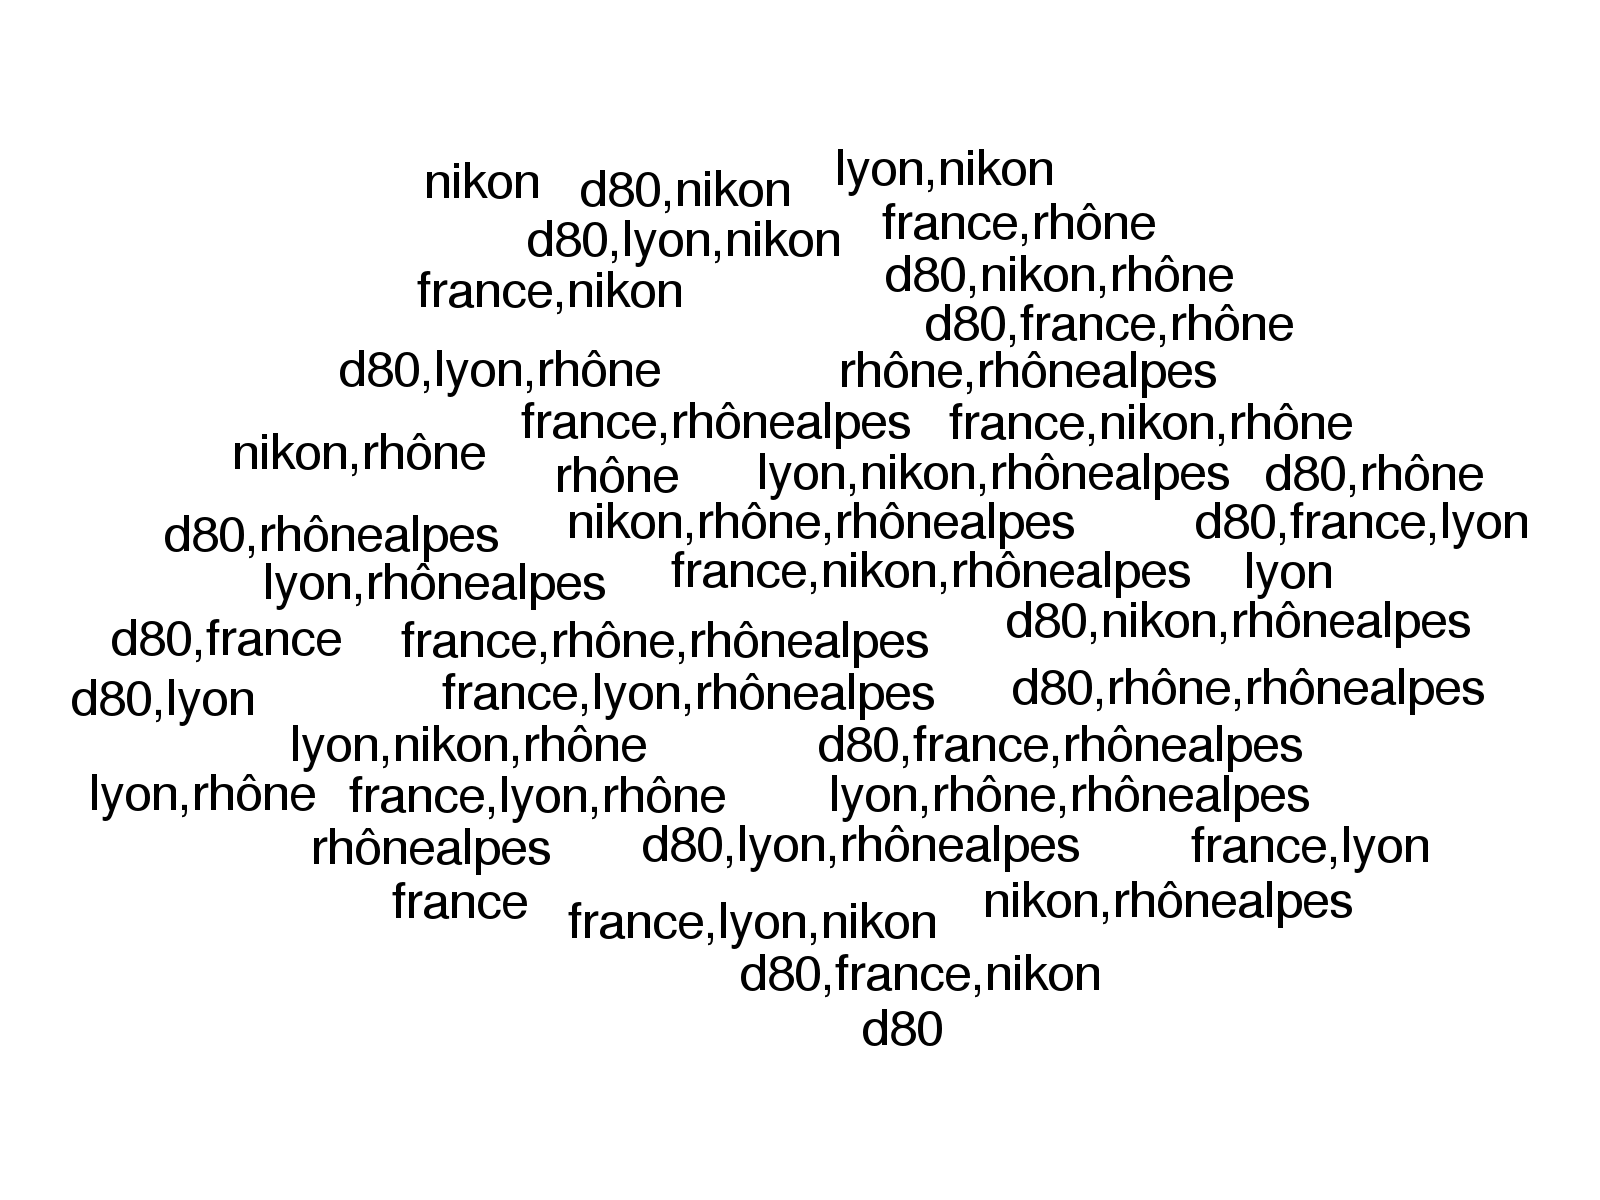 nikon d80,nikon lyon,nikon
d80,lyon,nikon france,rhône
france,nikon d80,nikon,rhône
d80,france,rhône
d80,lyon,rhône rhône,rhônealpes
france,rhônealpes france,nikon,rhône
nikon,rhône rhône lyon,nikon,rhônealpes d80,rhône
d80,rhônealpes nikon,rhône,rhônealpes d80,france,lyon
lyon,rhônealpes france,nikon,rhônealpes lyon
d80,nikon,rhônealpes
d80,france france,rhône,rhônealpes
d80,lyon france,lyon,rhônealpes d80,rhône,rhônealpes
lyon,nikon,rhône d80,france,rhônealpes
lyon,rhône france,lyon,rhône lyon,rhône,rhônealpes
rhônealpes d80,lyon,rhônealpes france,lyon
france france,lyon,nikon nikon,rhônealpes
d80,france,nikon
d80